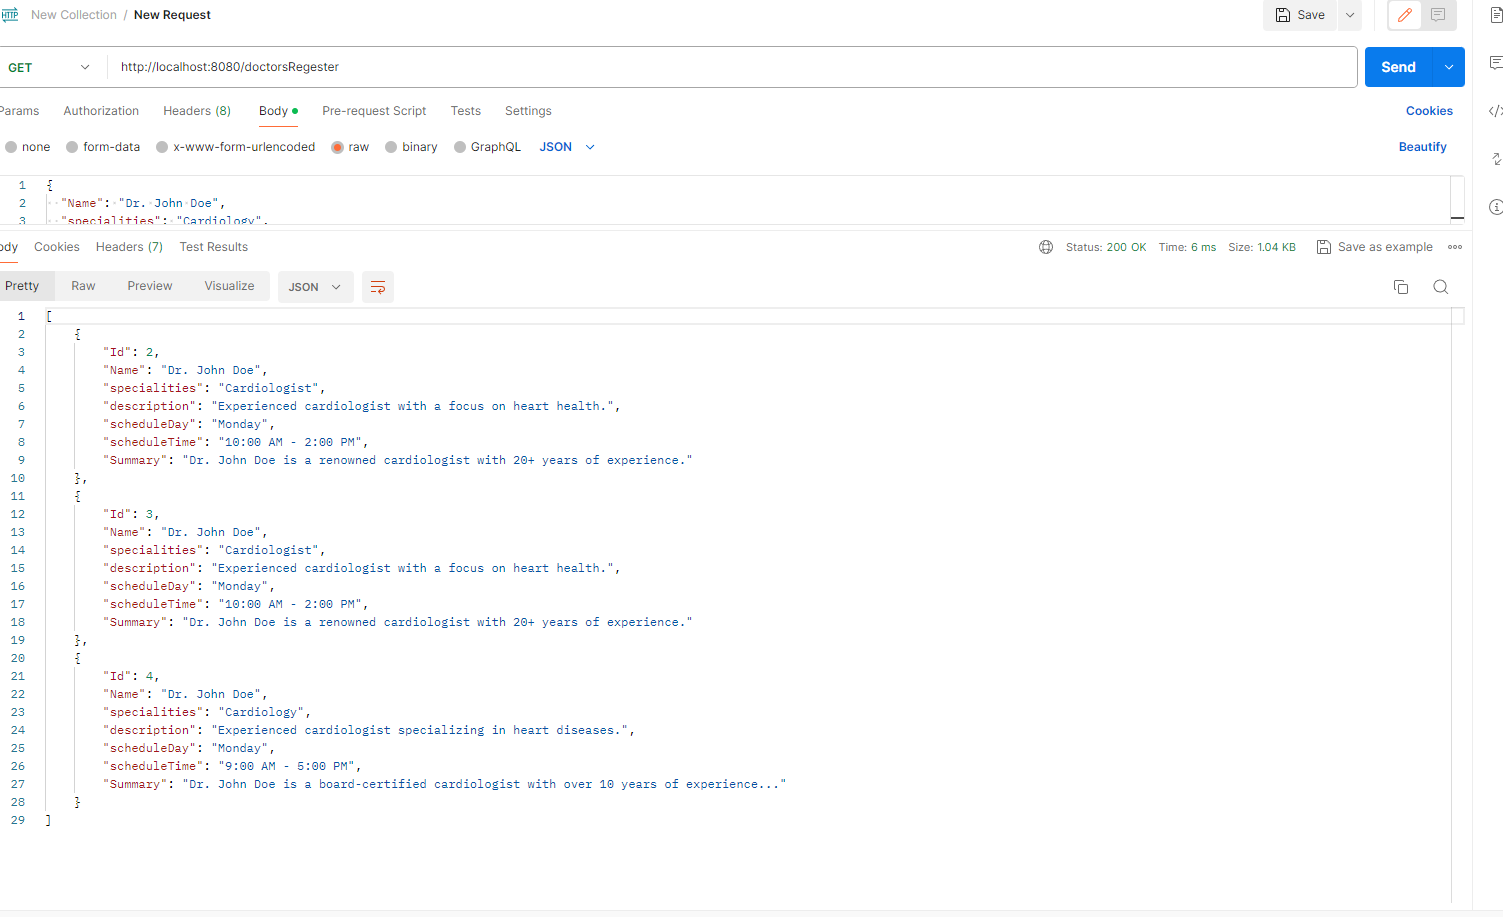 HTTP New Collection / New Request Save
GET http://localhost:8080/doctorsRegester Send
Params Authorization Headers (8) Body Pre-request Script Tests Settings Cookies
none form-data x-www-form-urlencoded raw binary GraphQL JSON Beautify
1 {
2 "Name": "Dr. John Doe",
3 "specialities": "Cardiology",
ody Cookies Headers (7) Test Results Status: 200 OK Time: 6 ms Size: 1.04 KB Save as example
Pretty Raw Preview Visualize JSON
1 [
2 {
3 "Id": 2,
4 "Name": "Dr. John Doe",
5 "specialities": "Cardiologist",
6 "description": "Experienced cardiologist with a focus on heart health.",
7 "scheduleDay": "Monday",
8 "scheduleTime": "10:00 AM - 2:00 PM",
9 "Summary": "Dr. John Doe is a renowned cardiologist with 20+ years of experience."
10 },
11 {
12 "Id": 3,
13 "Name": "Dr. John Doe",
14 "specialities": "Cardiologist",
15 "description": "Experienced cardiologist with a focus on heart health.",
16 "scheduleDay": "Monday",
17 "scheduleTime": "10:00 AM - 2:00 PM",
18 "Summary": "Dr. John Doe is a renowned cardiologist with 20+ years of experience."
19 },
20 {
21 "Id": 4,
22 "Name": "Dr. John Doe",
23 "specialities": "Cardiology",
24 "description": "Experienced cardiologist specializing in heart diseases.",
25 "scheduleDay": "Monday",
26 "scheduleTime": "9:00 AM - 5:00 PM",
27 "Summary": "Dr. John Doe is a board-certified cardiologist with over 10 years of experience..."
28 }
29 ]